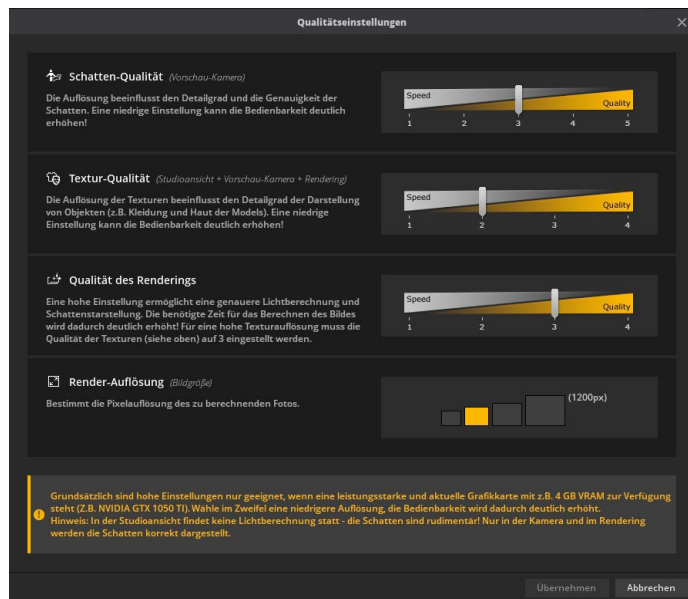 Qualitätseinstellungen
Schatten-Qualität (Vorschau-Kamera)
Die Auflösung beeinflusst den Detailgrad und die Genauigkeit der
Schatten. Eine niedrige Einstellung kann die Bedienbarkeit deutlich
erhöhen!
Speed
Quality
1 2 3 4 5
Textur-Qualität (Studioansicht + Vorschau-Kamera + Rendering)
Die Auflösung der Texturen beeinflusst den Detailgrad der Darstellung
von Objekten (z.B. Kleidung und Haut der Models). Eine niedrige
Einstellung kann die Bedienbarkeit deutlich erhöhen!
Speed
Quality
1 2 3 4
Qualität des Renderings
Eine hohe Einstellung ermöglicht eine genauere Lichtberechnung und
Schattenstarstellung. Die benötigte Zeit für das Berechnen des Bildes
wird dadurch deutlich erhöht! Für eine hohe Texturauflösung muss die
Qualität der Texturen (siehe oben) auf 3 eingestellt werden.
Speed
Quality
1 2 3 4
Render-Auflösung (Bildgröße)
Bestimmt die Pixelauflösung des zu berechnenden Fotos.
(1200px)
Grundsätzlich sind hohe Einstellungen nur geeignet, wenn eine leistungsstarke und aktuelle Grafikkarte mit z.B. 4 GB VRAM zur Verfügung
steht (Z.B. NVIDIA GTX 1050 TI). Wähle im Zweifel eine niedrigere Auflösung, die Bedienbarkeit wird dadurch deutlich erhöht.
Hinweis: In der Studioansicht findet keine Lichtberechnung statt - die Schatten sind rudimentär! Nur in der Kamera und im Rendering
werden die Schatten korrekt dargestellt.
Übernehmen
Abbrechen